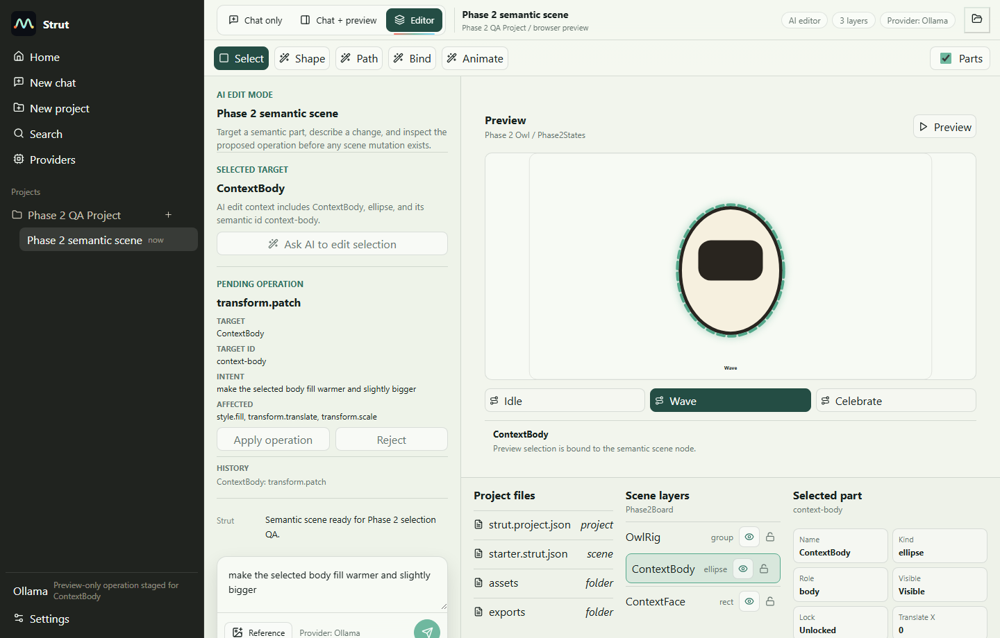 Strut
Home
New chat
New project
Search
Providers
Projects
Phase 2 QA Project +
Phase 2 semantic scene now
Ollama
Preview-only operation staged for
ContextBody
Settings
Chat only
Chat + preview
Editor
Phase 2 semantic scene
Phase 2 QA Project / browser preview
AI editor
3 layers
Provider: Ollama
Select
Shape
Path
Bind
Animate
Parts
AI EDIT MODE
Phase 2 semantic scene
Target a semantic part, describe a change, and inspect the
proposed operation before any scene mutation exists.
SELECTED TARGET
ContextBody
AI edit context includes ContextBody, ellipse, and its
semantic id context-body.
Ask AI to edit selection
PENDING OPERATION
transform.patch
TARGET
ContextBody
TARGET ID
context-body
INTENT
make the selected body fill warmer and slightly bigger
AFFECTED
style.fill, transform.translate, transform.scale
Apply operation
Reject
HISTORY
ContextBody: transform.patch
Strut
Semantic scene ready for Phase 2 selection
QA.
make the selected body fill warmer and slightly
bigger
Reference
Provider: Ollama
Preview
Phase 2 Owl / Phase2States
Preview
Wave
Idle
Wave
Celebrate
ContextBody
Preview selection is bound to the semantic scene node.
Project files
strut.project.json project
starter.strut.json scene
assets folder
exports folder
Scene layers
Phase2Board
OwlRig group
ContextBody ellipse
ContextFace rect
Selected part
context-body
Name
ContextBody
Kind
ellipse
Role
body
Visible
Visible
Lock
Unlocked
Translate X
0